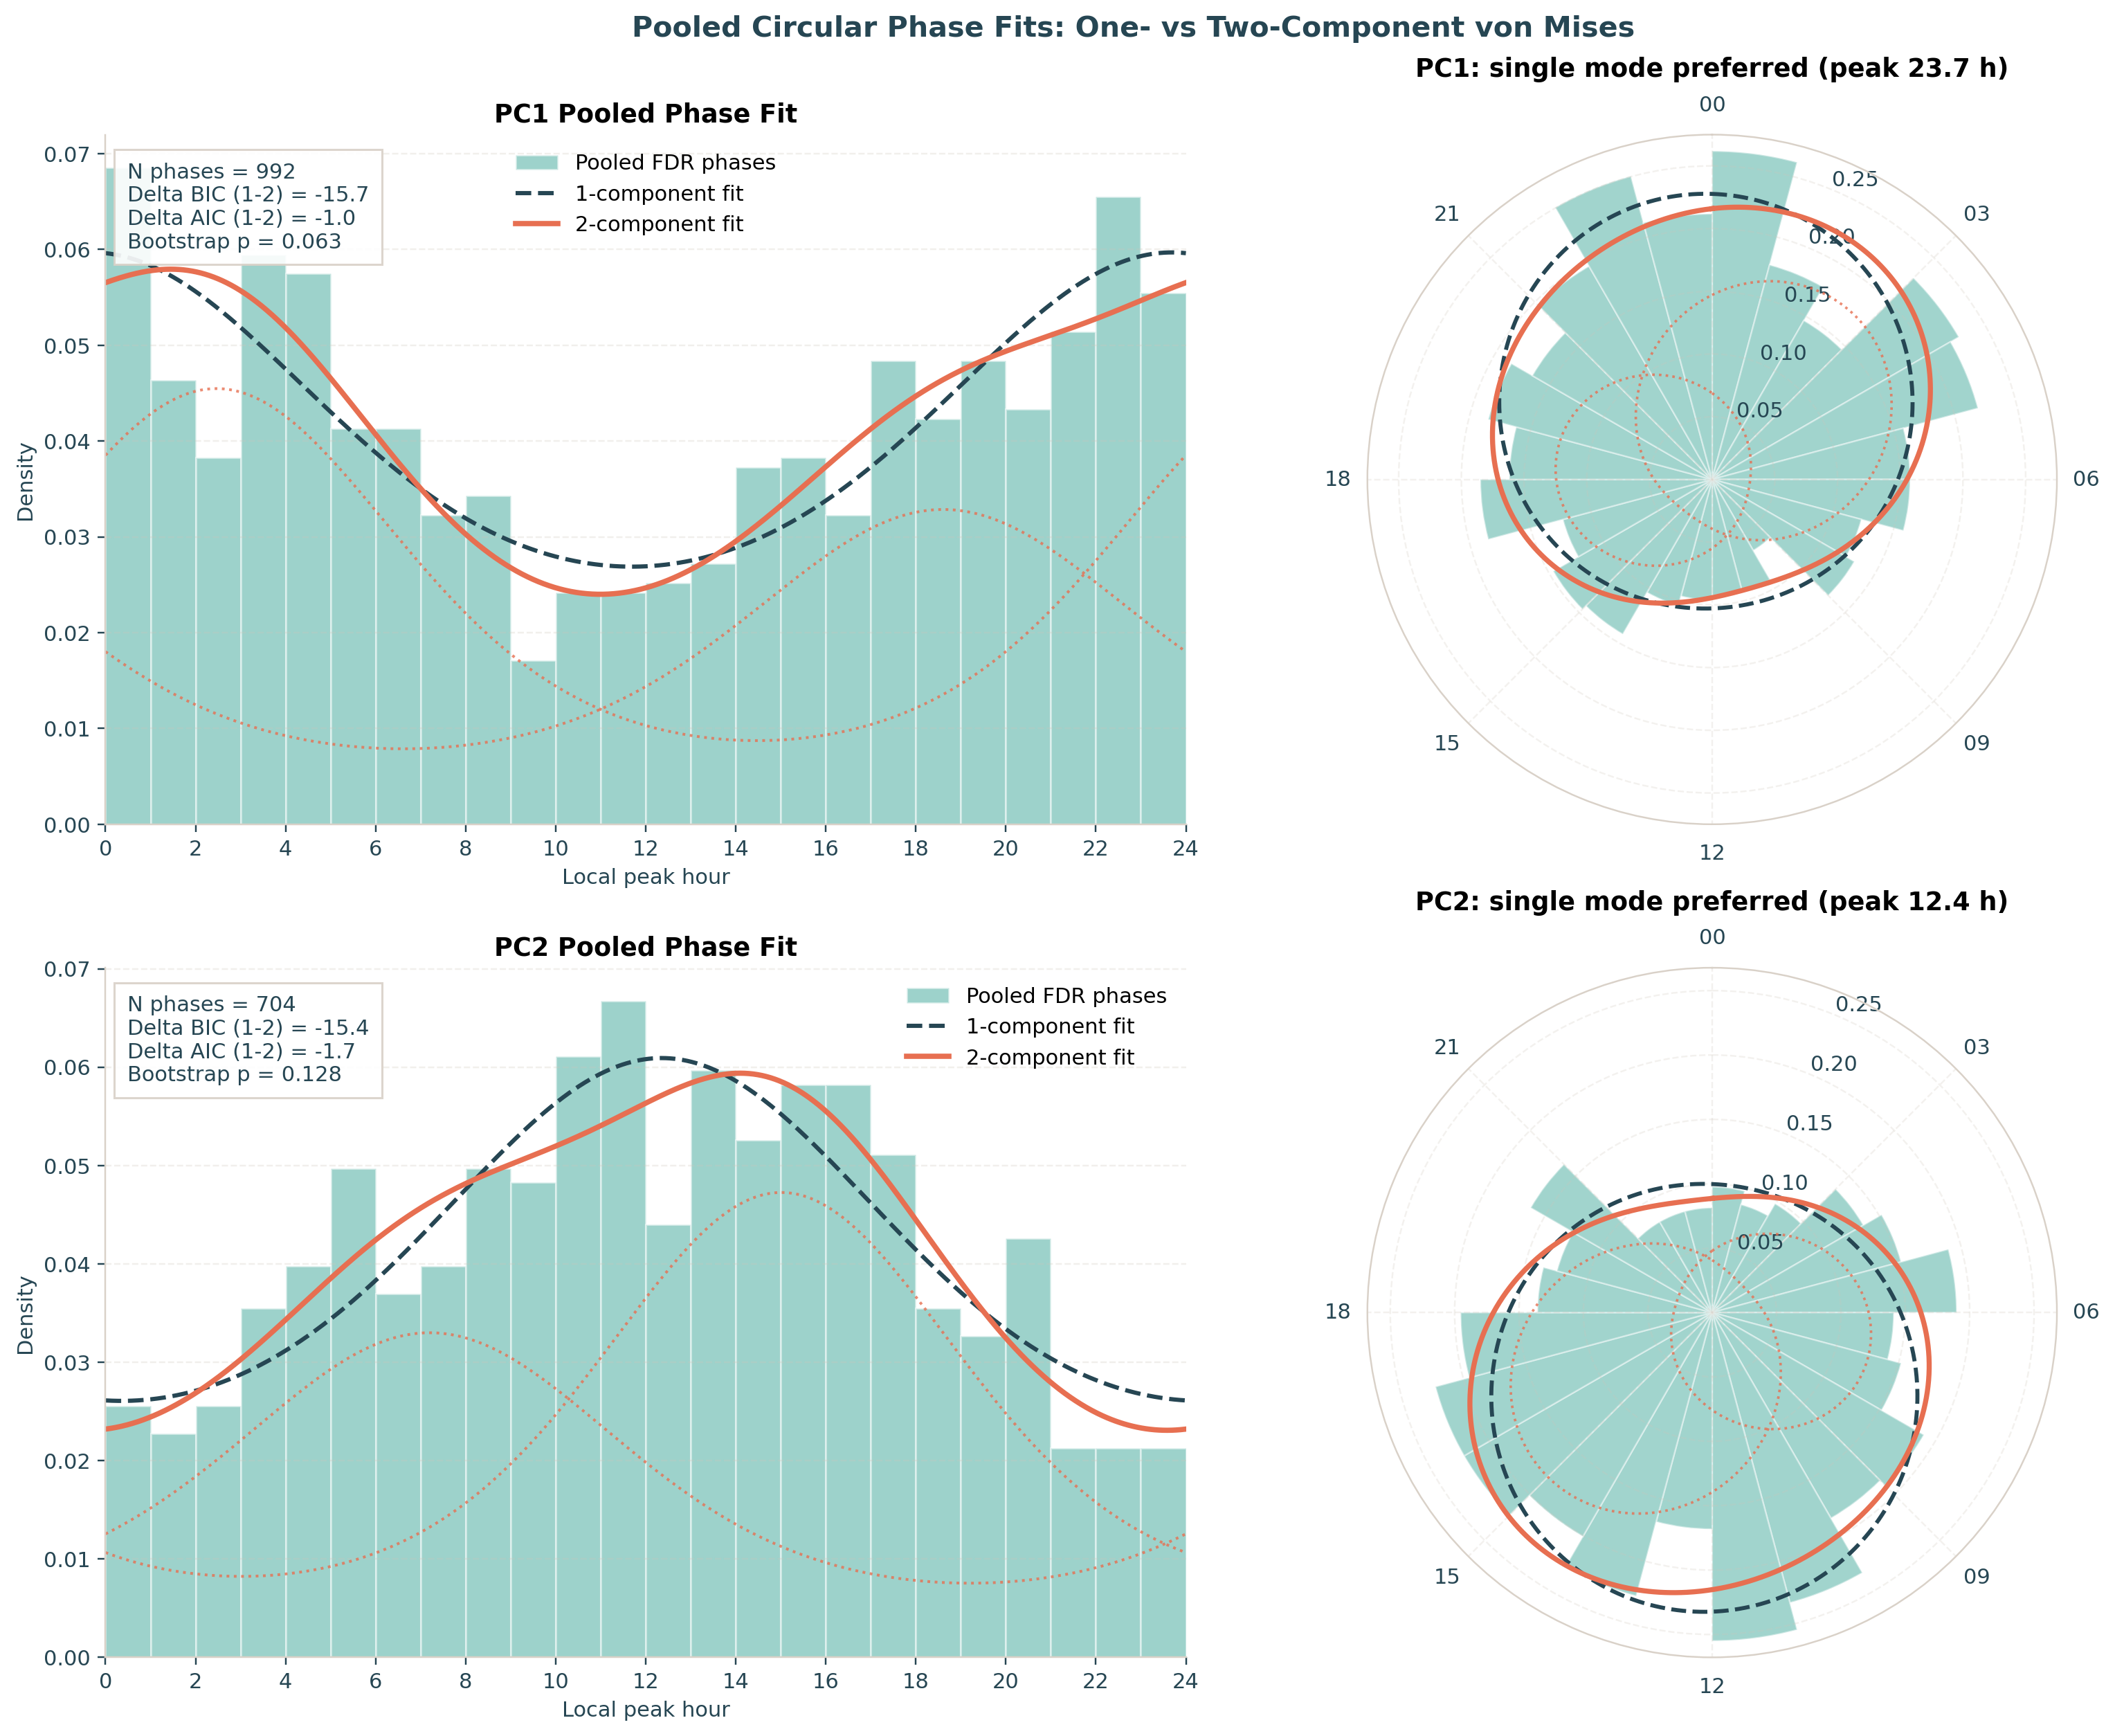 Pooled Circular Phase Fits: One- vs Two-Component von Mises
PC1 Pooled Phase Fit
N phases = 992
Delta BIC (1-2) = -15.7
Delta AIC (1-2) = -1.0
Bootstrap p = 0.063
Pooled FDR phases
1-component fit
2-component fit
Density
0.07
0.06
0.05
0.04
0.03
0.02
0.01
0.00
0 2 4 6 8 10 12 14 16 18 20 22 24
Local peak hour
PC1: single mode preferred (peak 23.7 h)
00
21
03
0.25
0.20
0.15
0.10
0.05
18
06
15
09
12
PC2 Pooled Phase Fit
N phases = 704
Delta BIC (1-2) = -15.4
Delta AIC (1-2) = -1.7
Bootstrap p = 0.128
Pooled FDR phases
1-component fit
2-component fit
Density
0.07
0.06
0.05
0.04
0.03
0.02
0.01
0.00
0 2 4 6 8 10 12 14 16 18 20 22 24
Local peak hour
PC2: single mode preferred (peak 12.4 h)
00
21
03
0.25
0.20
0.15
0.10
0.05
18
06
15
09
12